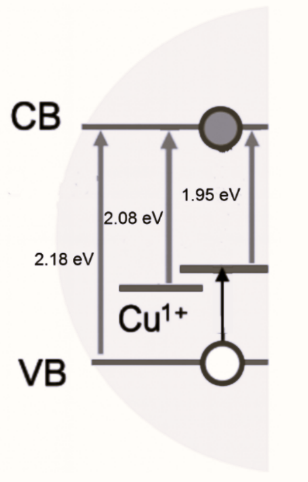 CB
1.95 eV
2.08 eV
2.18 eV
Cu¹⁺
VB